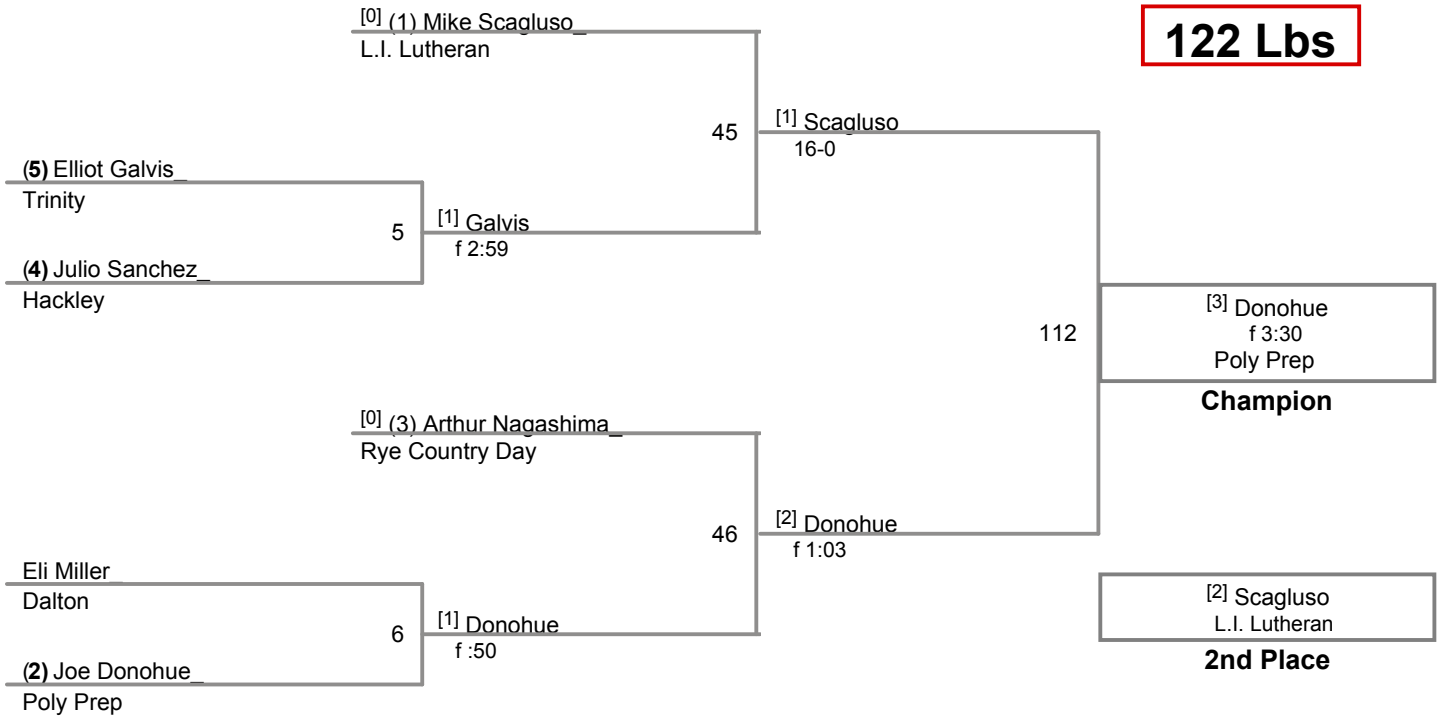 [0] (1) Mike Scagluso_
L.I. Lutheran
122 Lbs
45
[1] Scagluso
16-0
(5) Elliot Galvis_
Trinity
5
[1] Galvis
f 2:59
(4) Julio Sanchez_
Hackley
112
[3] Donohue
f 3:30
Poly Prep
Champion
[0] (3) Arthur Nagashima_
Rye Country Day
46
[2] Donohue
f 1:03
Eli Miller_
Dalton
6
[1] Donohue
f :50
(2) Joe Donohue_
Poly Prep
[2] Scagluso
L.I. Lutheran
2nd Place